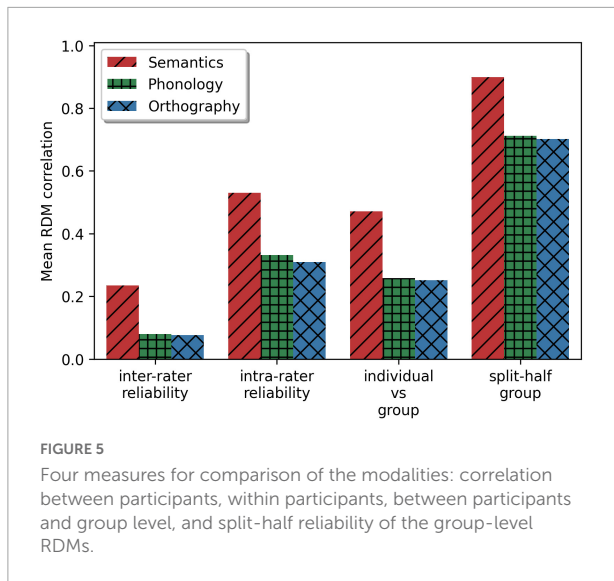 1.0
0.8
0.6
0.4
0.2
0.0
Mean RDM correlation
Semantics
Phonology
Orthography
inter-rater
reliability
intra-rater
reliability
individual
vs
group
split-half
group
FIGURE 5
Four measures for comparison of the modalities: correlation
between participants, within participants, between participants
and group level, and split-half reliability of the group-level
RDMs.